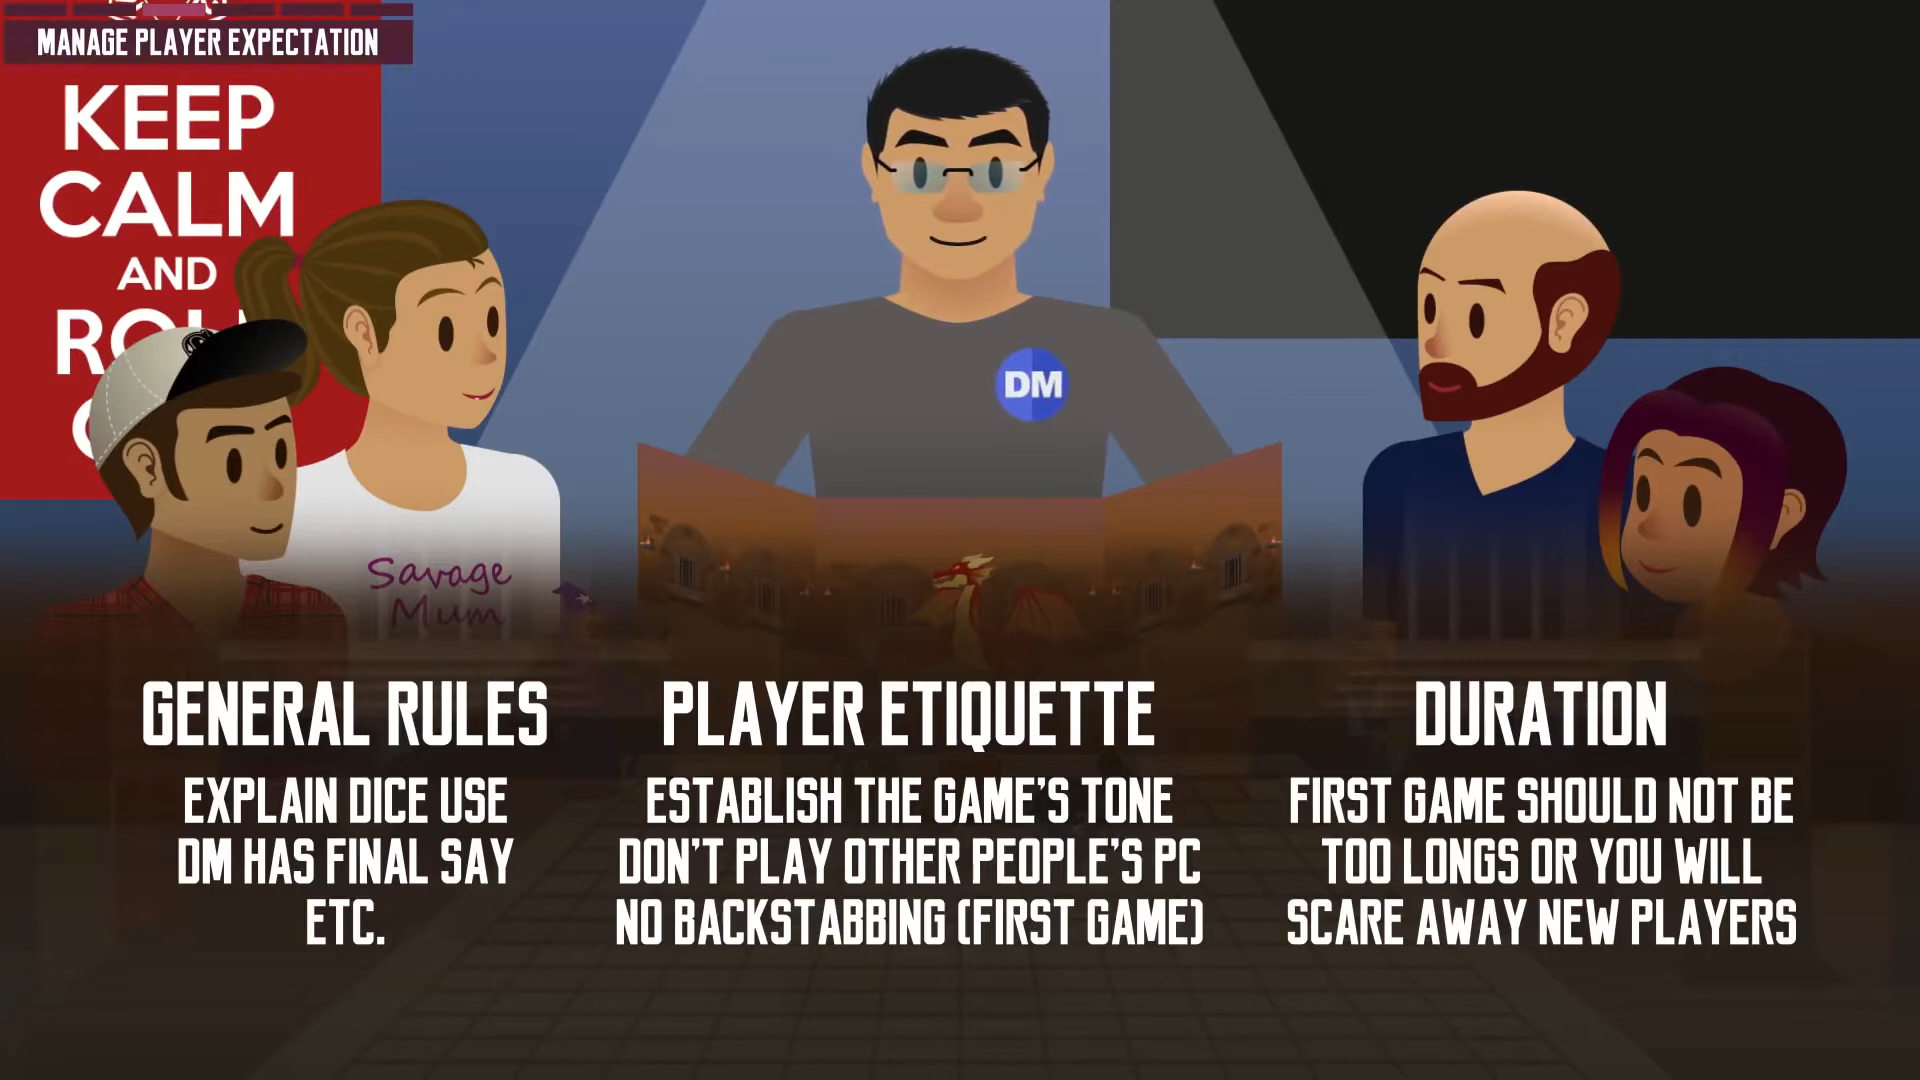 MANAGE PLAYER EXPECTATION
KEEP
CALM
AND
DM
Savage
Mum
GENERAL RULES
EXPLAIN DICE USE
DM HAS FINAL SAY
ETC.
PLAYER ETIQUETTE
ESTABLISH THE GAME'S TONE
DON'T PLAY OTHER PEOPLE'S PC
NO BACKSTABBING (FIRST GAME)
DURATION
FIRST GAME SHOULD NOT BE
TOO LONGS OR YOU WILL
SCARE AWAY NEW PLAYERS